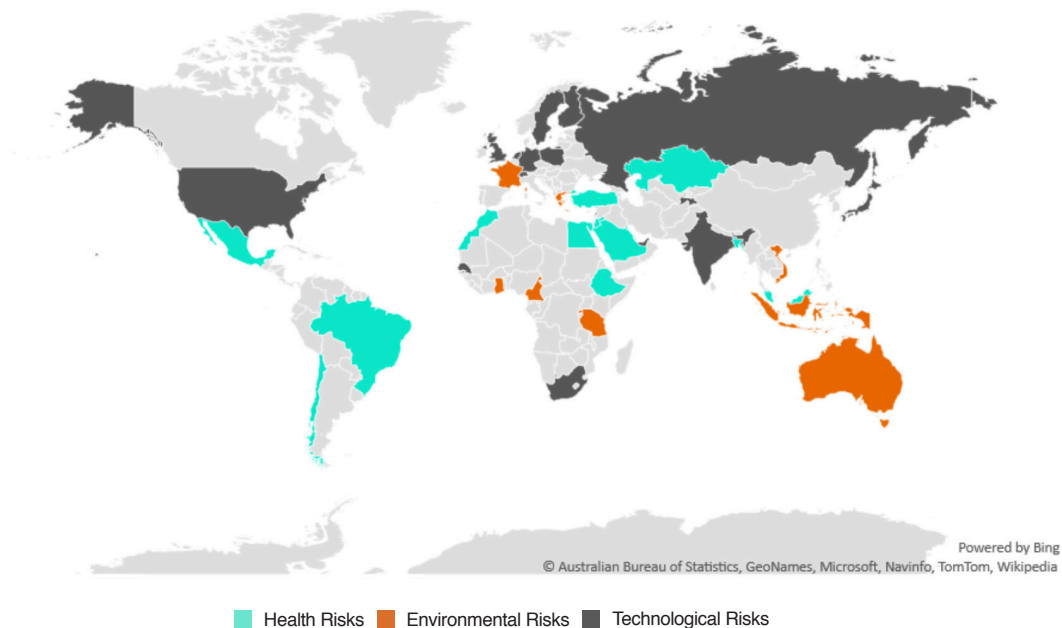 Powered by Bing
© Australian Bureau of Statistics, GeoNames, Microsoft, Navinfo, TomTom, Wikipedia
Health Risks Environmental Risks Technological Risks